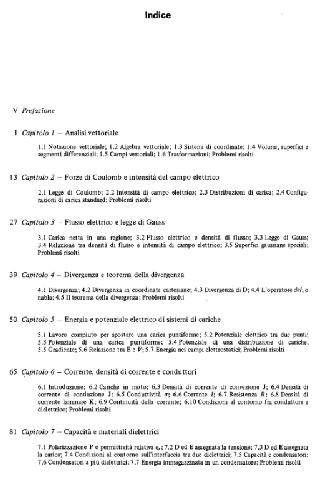 Indice
V Prefazione
1 Capitolo 1 – Analisi vettoriale
1.1 Notazione vettoriale; 1.2 Algebra vettoriale; 1.3 Sistema di coordinate; 1.4 Volumi, superfici e
segmenti differenziali; 1.5 Campi vettoriali; 1.6 Trasformazioni; Problemi risolti
13 Capitolo 2 – Forze di Coulomb e intensità del campo elettrico
2.1 Legge di Coulomb; 2.2 Intensità di campo elettrico; 2.3 Distribuzioni di carica; 2.4 Configu-
razioni di carica standard; Problemi risolti
27 Capitolo 3 – Flusso elettrico e legge di Gauss
3.1 Carica netta in una regione; 3.2 Flusso elettrico e densità di flusso; 3.3 Legge di Gauss;
3.4 Relazione tra densità di flusso e intensità di campo elettrico; 3.5 Superfici gaussiane speciali;
Problemi risolti
39 Capitolo 4 – Divergenza e teorema della divergenza
4.1 Divergenza; 4.2 Divergenza in coordinate cartesiane; 4.3 Divergenza di D; 4.4 L'operatore del, o
nabla; 4.5 Il teorema della divergenza; Problemi risolti
50 Capitolo 5 – Energia e potenziale elettrico di sistemi di cariche
5.1 Lavoro compiuto per spostare una carica puntiforme; 5.2 Potenziale elettrico tra due punti;
5.3 Potenziale di una carica puntiforme; 5.4 Potenziale di una distribuzione di cariche;
5.5 Gradiente; 5.6 Relazione tra E e 5.7 Energia nei campi elettrostatici; Problemi risolti
65 Capitolo 6 – Corrente, densità di corrente e conduttori
6.1 Introduzione; 6.2 Cariche in moto; 6.3 Densità di corrente di convezione J; 6.4 Densità di
corrente di conduzione J; 6.5 Conduttività σ; 6.6 Corrente I; 6.7 Resistenza R; 6.8 Densità di
corrente laminare K; 6.9 Continuità della corrente; 6.10 Condizioni al contorno fra conduttore e
dielettrico; Problemi risolti
81 Capitolo 7 – Capacità e materiali dielettrici
7.1 Polarizzazione P e permettività relativa 7.2 D ed E assegnata la tensione; 7.3 D ed E assegnata
la carica; 7.4 Condizioni al contorno sull'interfaccia tra due dielettrici; 7.5 Capacità e condensatori;
7.6 Condensatori a più dielettrici; 7.7 Energia immagazzinata in un condensatore; Problemi risolti